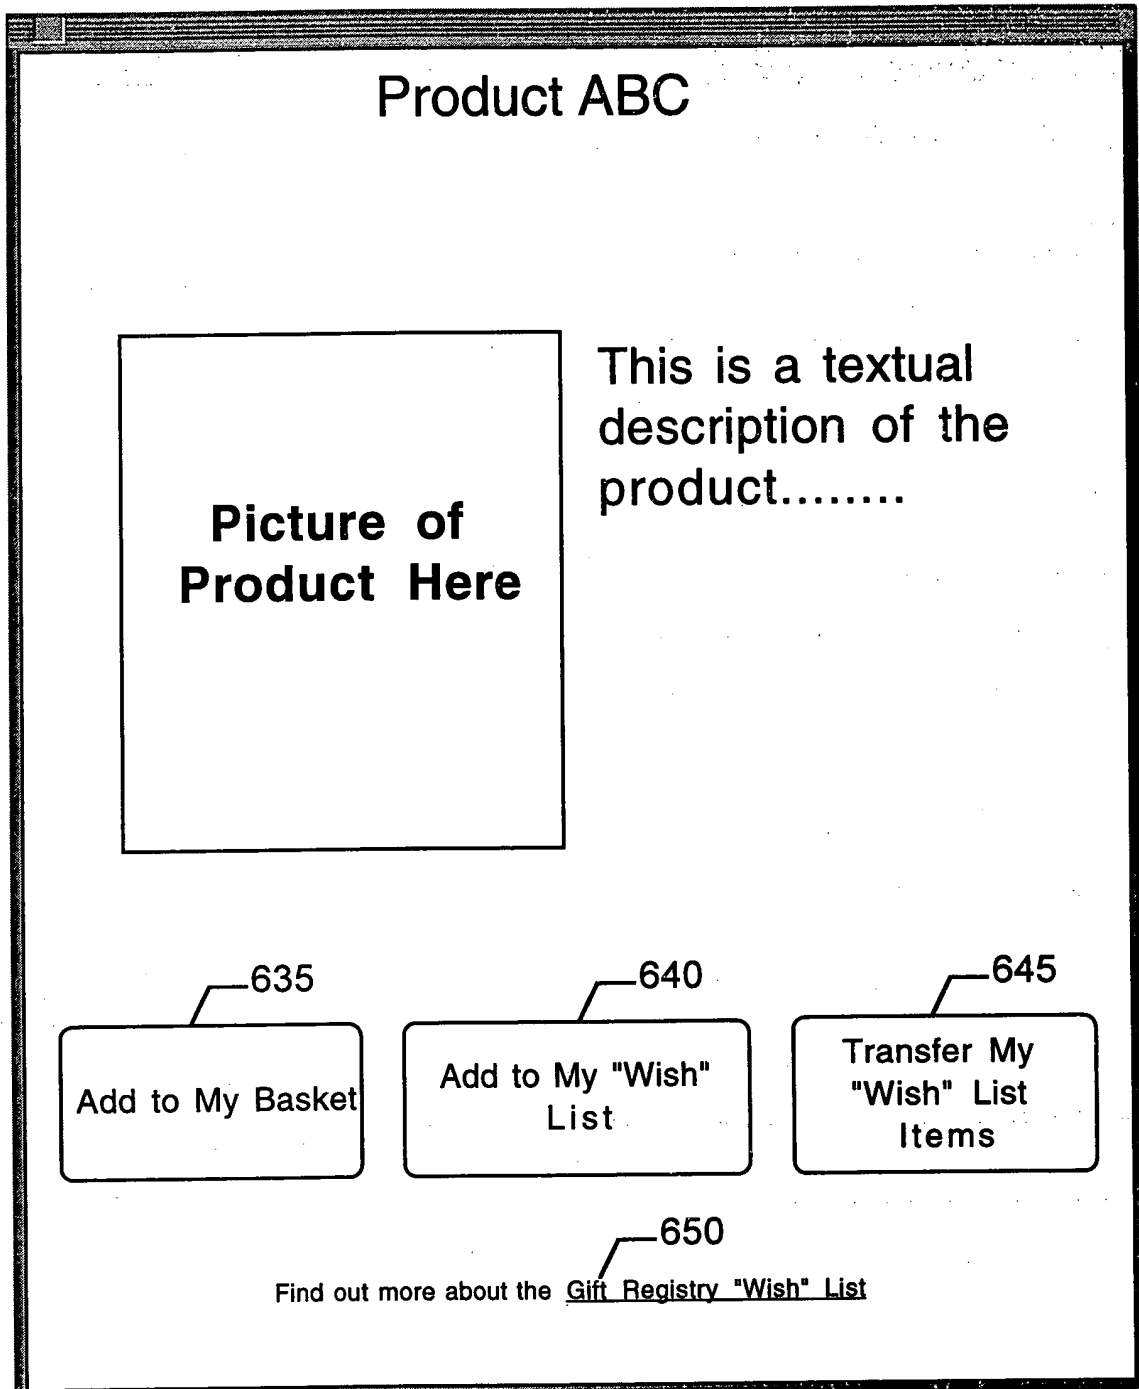 Product ABC
This is a textual
description of the
product........
Picture of
Product Here
635
640
645
Add to My Basket
Add to My "Wish"
List
Transfer My
"Wish" List
Items
650
Find out more about the Gift Registry "Wish" List